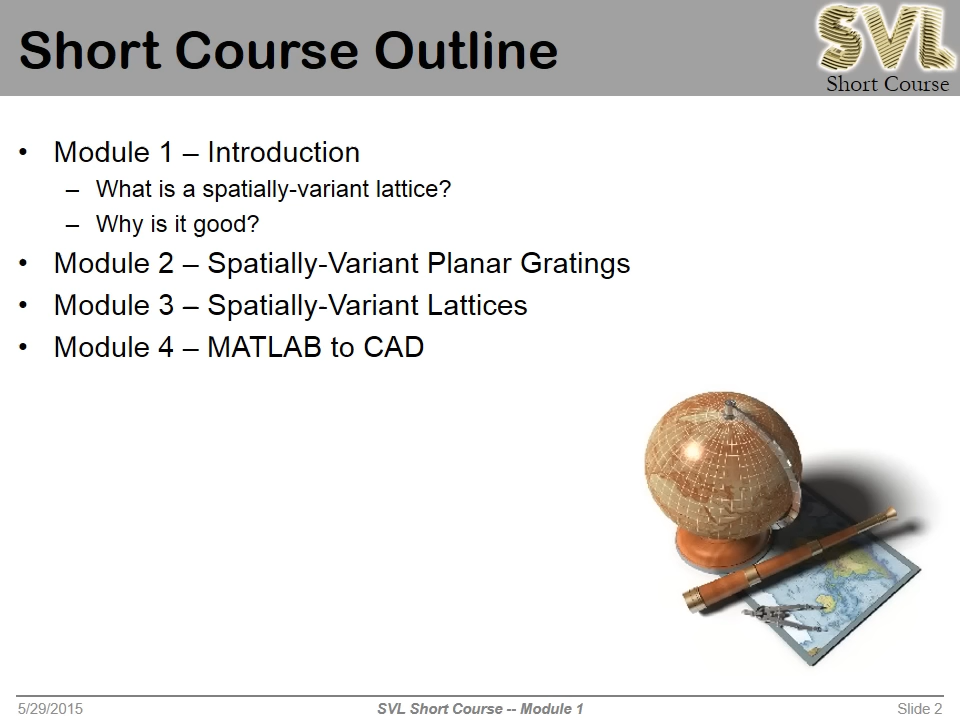 Short Course Outline
SVL
Short Course
• Module 1 – Introduction
– What is a spatially-variant lattice?
– Why is it good?
• Module 2 – Spatially-Variant Planar Gratings
• Module 3 – Spatially-Variant Lattices
• Module 4 – MATLAB to CAD
5/29/2015
SVL Short Course -- Module 1
Slide 2